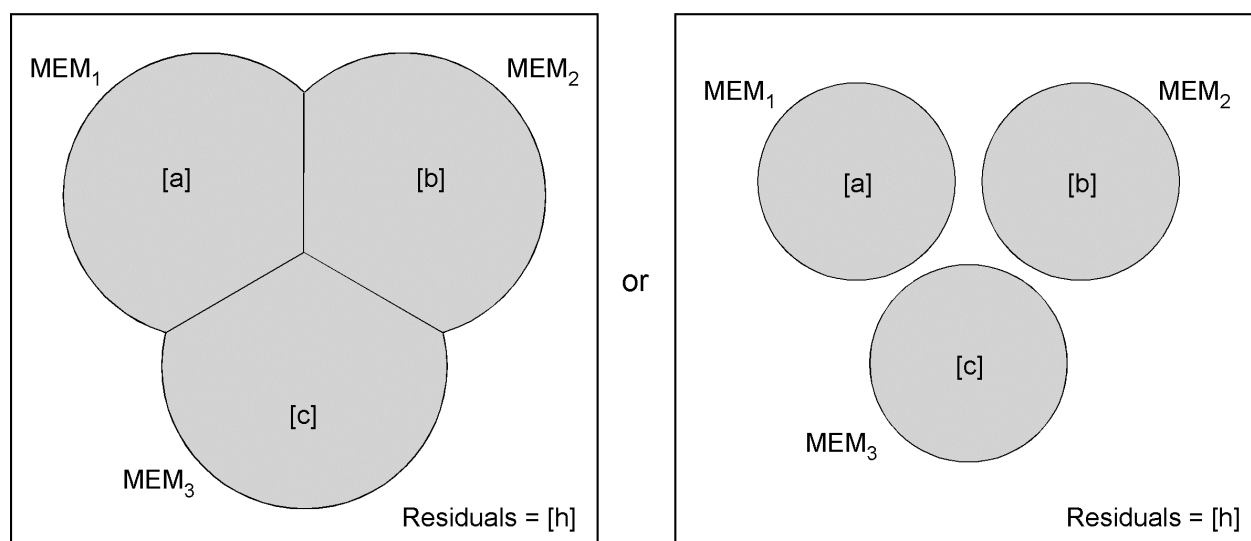 MEM₁
MEM₂
[a]
[b]
[c]
MEM₃
Residuals = [h]
or
MEM₁
MEM₂
[a]
[b]
[c]
MEM₃
Residuals = [h]